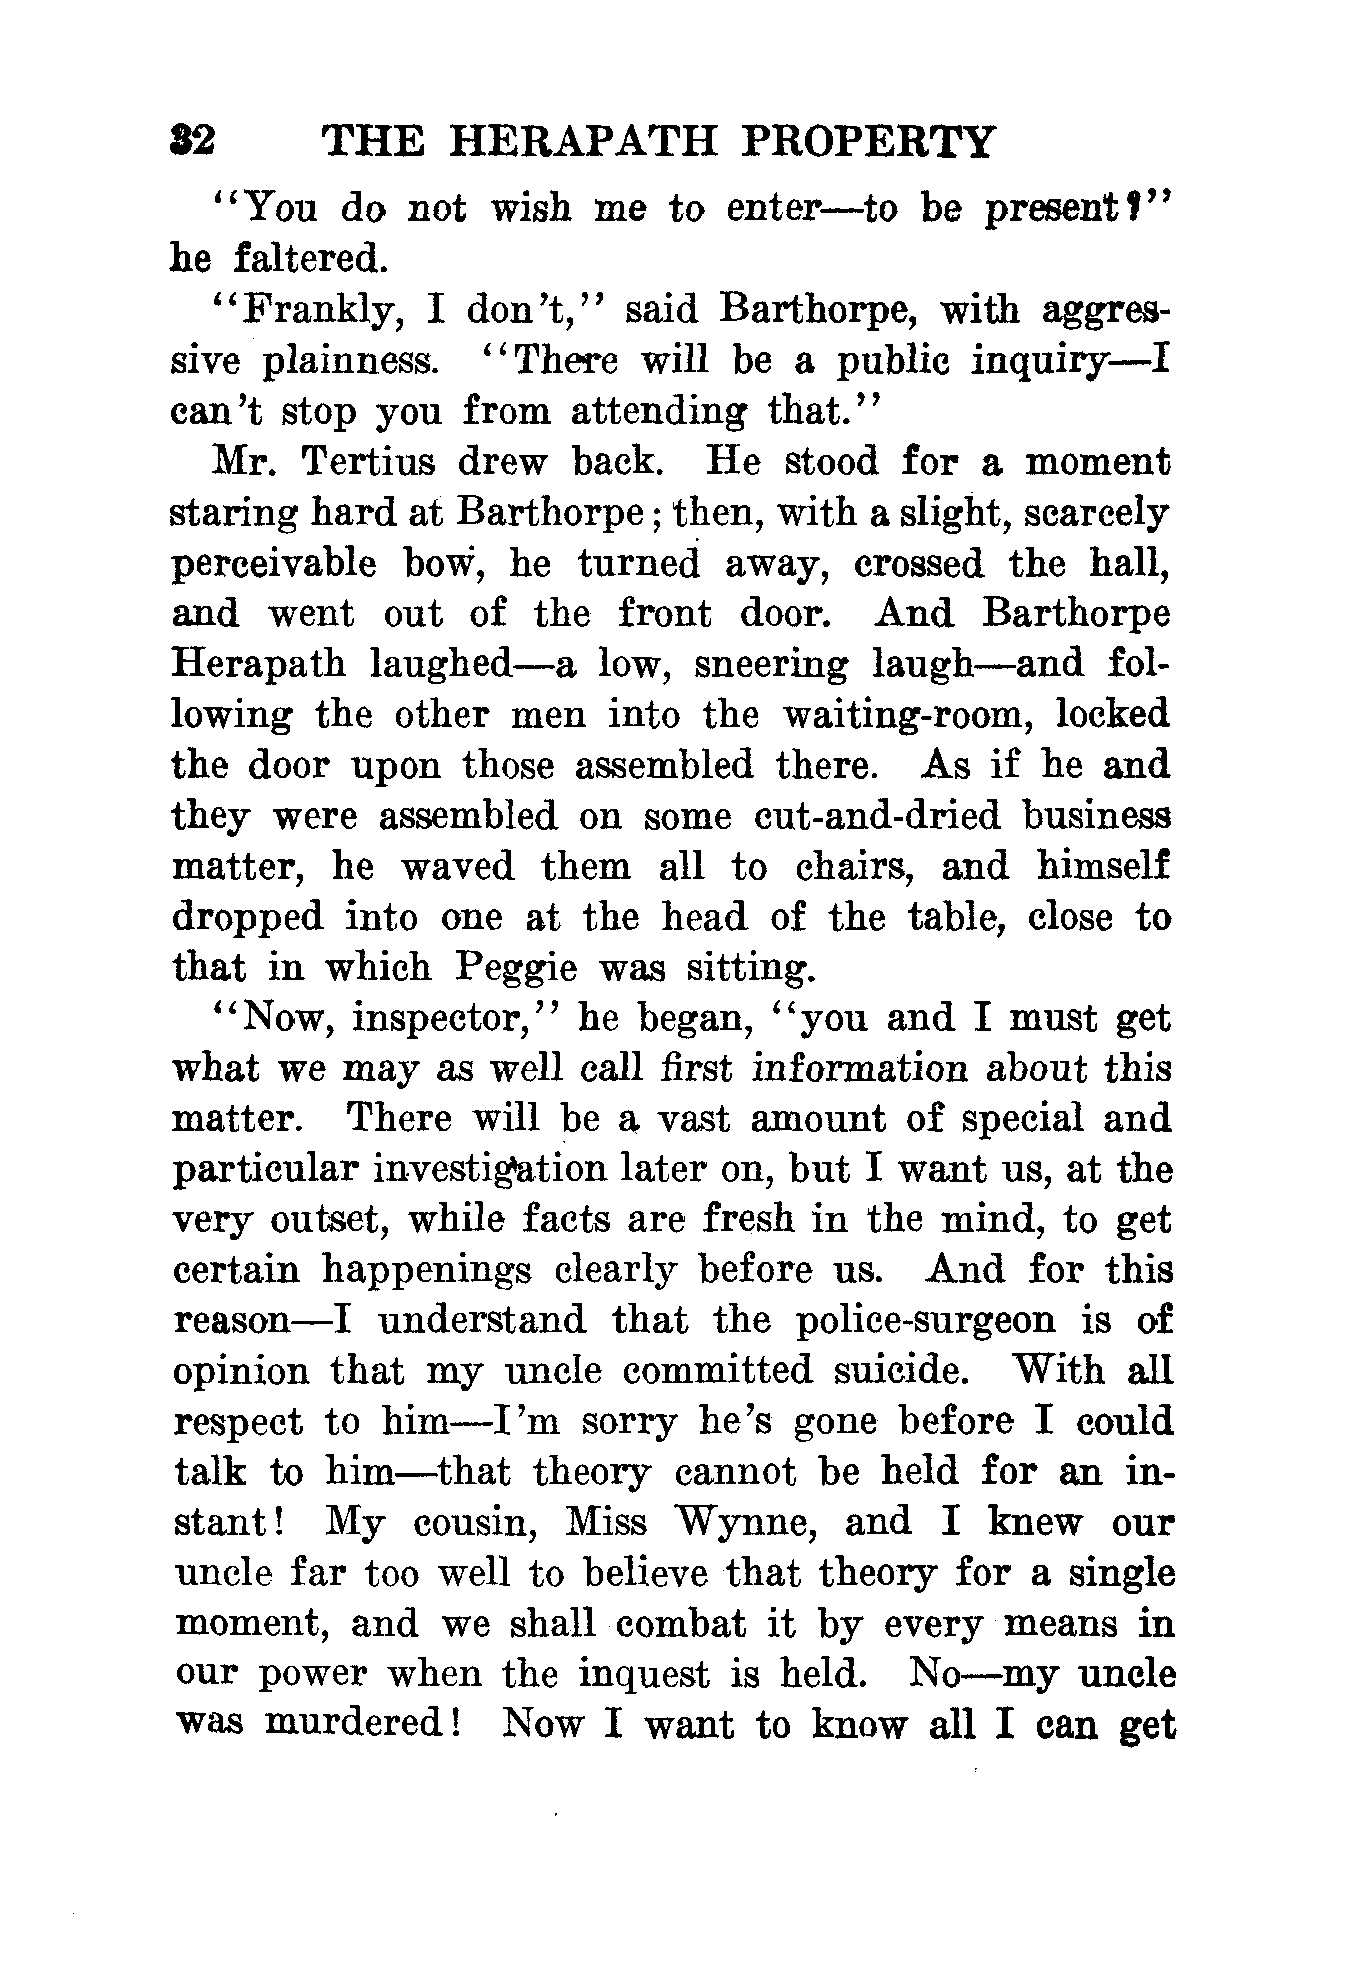 32 THE HERAPATH PROPERTY
"You do not wish me to enter—to be present?"
he faltered.
"Frankly, I don't," said Barthorpe, with aggres-
sive plainness. "There will be a public inquiry—I
can't stop you from attending that."
Mr. Tertius drew back. He stood for a moment
staring hard at Barthorpe; then, with a slight, scarcely
perceivable bow, he turned away, crossed the hall,
and went out of the front door. And Barthorpe
Herapath laughed—a low, sneering laugh—and fol-
lowing the other men into the waiting-room, locked
the door upon those assembled there. As if he and
they were assembled on some cut-and-dried business
matter, he waved them all to chairs, and himself
dropped into one at the head of the table, close to
that in which Peggie was sitting.
"Now, inspector," he began, "you and I must get
what we may as well call first information about this
matter. There will be a vast amount of special and
particular investigation later on, but I want us, at the
very outset, while facts are fresh in the mind, to get
certain happenings clearly before us. And for this
reason—I understand that the police-surgeon is of
opinion that my uncle committed suicide. With all
respect to him—I'm sorry he's gone before I could
talk to him—that theory cannot be held for an in-
stant! My cousin, Miss Wynne, and I knew our
uncle far too well to believe that theory for a single
moment, and we shall combat it by every means in
our power when the inquest is held. No—my uncle
was murdered! Now I want to know all I can get